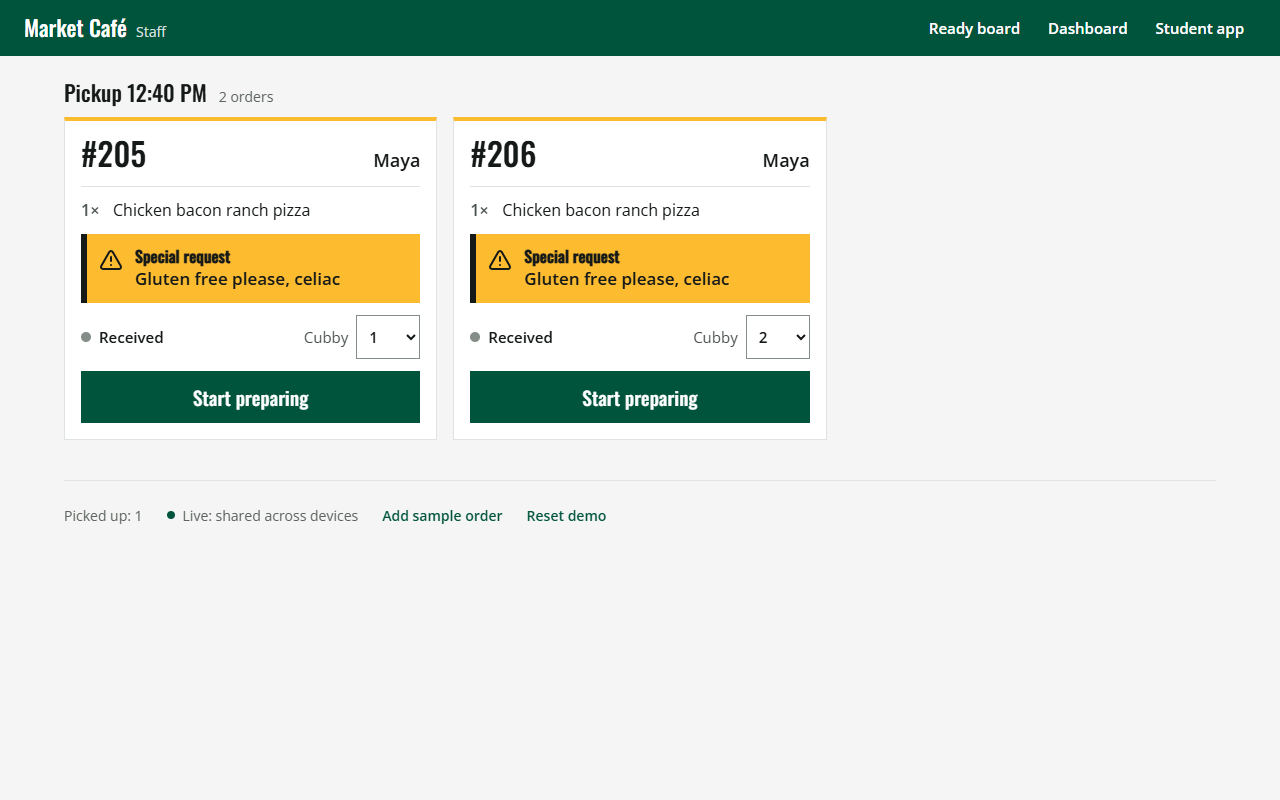 Market Café Staff Ready board Dashboard Student app
Pickup 12:40 PM 2 orders
#205 Maya
1× Chicken bacon ranch pizza
Special request
Gluten free please, celiac
Received Cubby 1
Start preparing
#206 Maya
1× Chicken bacon ranch pizza
Special request
Gluten free please, celiac
Received Cubby 2
Start preparing
Picked up: 1 Live: shared across devices Add sample order Reset demo